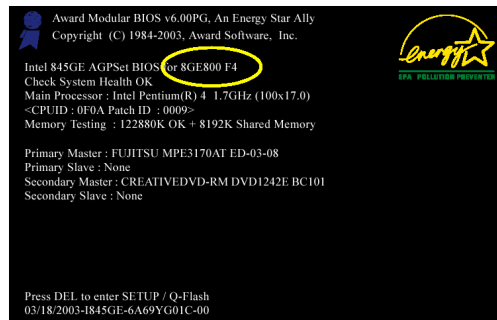 Award Modular BIOS v6.00PG, An Energy Star Ally
Copyright (C) 1984-2003, Award Software, Inc.
energy
EPA POLLUTION PREVENTER
Intel 845GE AGPSet BIOS for 8GE800 F4
Check System Health OK
Main Processor : Intel Pentium(R) 4 1.7GHz (100x17.0)
<CPUID : 0F0A Patch ID : 0009>
Memory Testing : 122880K OK + 8192K Shared Memory
Primary Master : FUJITSU MPE3170AT ED-03-08
Primary Slave : None
Secondary Master : CREATIVEDVD-RM DVD1242E BC101
Secondary Slave : None
Press DEL to enter SETUP / Q-Flash
03/18/2003-I845GE-6A69YG01C-00